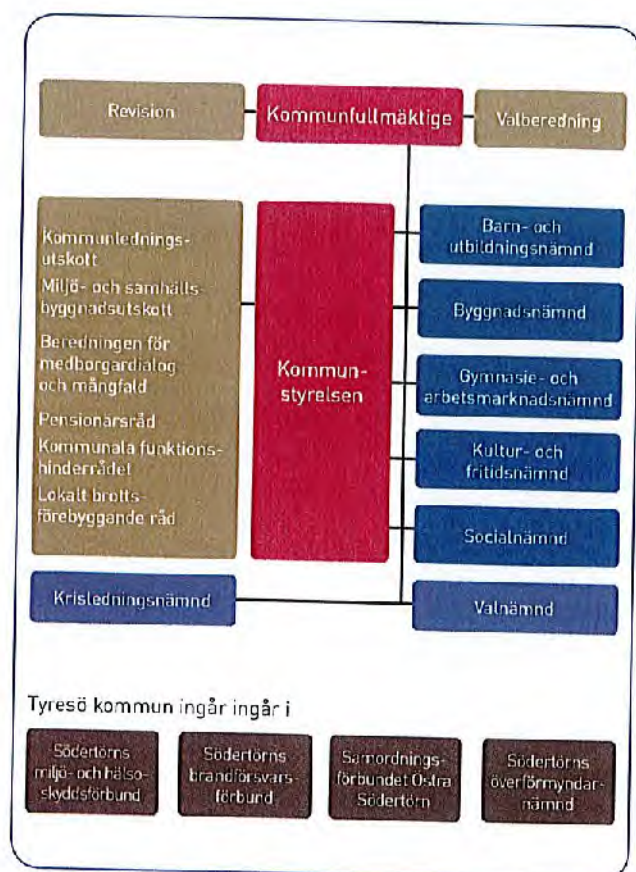 Revision
Kommunfullmäktige
Valberedning
Kommunlednings-
utskott
Miljö- och samhälls
byggnadsutskott
Beredningen för
medborgardialog
och mångfald
Pensionärsråd
Kommunala funktions-
hinderrådet
Lokalt brotts-
förebyggande råd
Kommun-
styrelsen
Barn- och
utbildningsnämnd
Byggnadsnämnd
Gymnasie- och
arbetsmarknadsnämnd
Kultur- och
fritidsnämnd
Socialnämnd
Krisledningsnämnd
Valnämnd
Tyresö kommun ingår ingår i
Södertörns
miljö- och hälso-
skyddsförbund
Södertörns
brandförsvars-
förbund
Samordnings-
förbundet Östra
Södertörn
Södertörns
överförmyndar-
nämnd